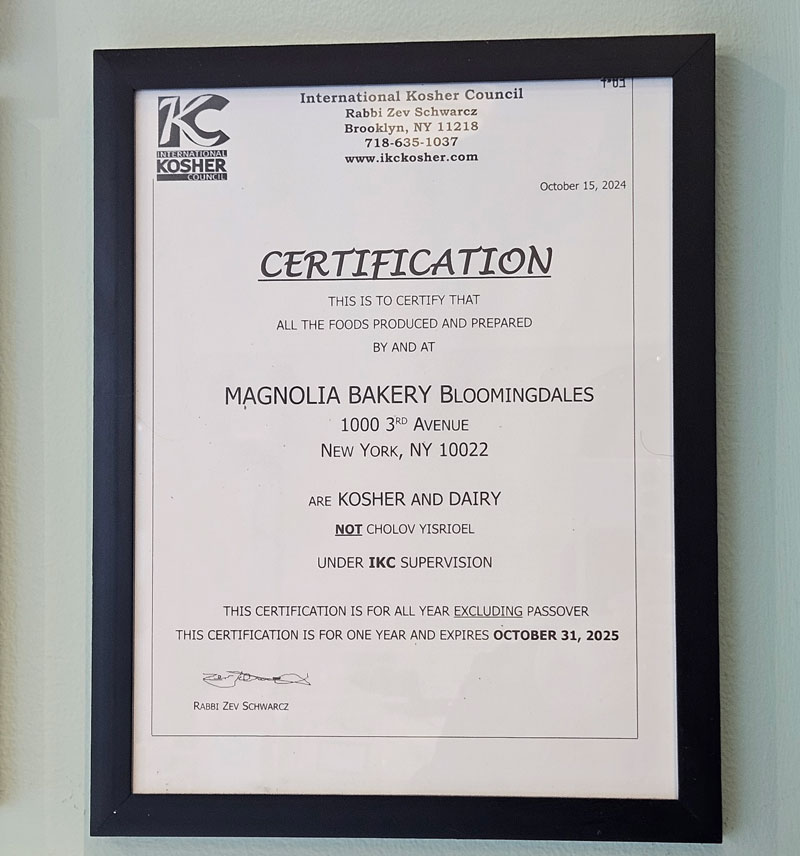 בס"ד
KC
INTERNATIONAL
KOSHER
COUNCIL
International Kosher Council
Rabbi Zev Schwarcz
Brooklyn, NY 11218
718-635-1037
www.ikckosher.com
October 15, 2024
CERTIFICATION
THIS IS TO CERTIFY THAT
ALL THE FOODS PRODUCED AND PREPARED
BY AND AT
MAGNOLIA BAKERY BLOOMINGDALES
1000 3RD AVENUE
NEW YORK, NY 10022
ARE KOSHER AND DAIRY
NOT CHOLOV YISRIOEL
UNDER IKC SUPERVISION
THIS CERTIFICATION IS FOR ALL YEAR EXCLUDING PASSOVER
THIS CERTIFICATION IS FOR ONE YEAR AND EXPIRES OCTOBER 31, 2025
RABBI ZEV SCHWARCZ